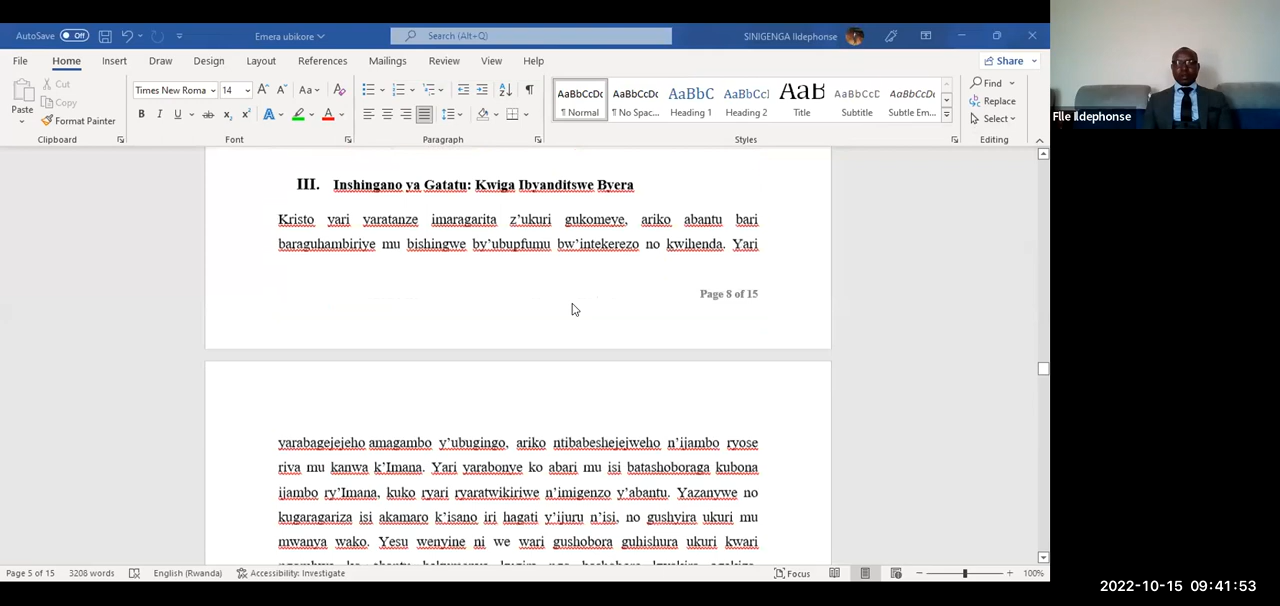 AutoSave Off Emera ubikore Search (Alt+Q) SINIGENGA Ildephonse
File Home Insert Draw Design Layout References Mailings Review View Help Share
Paste Cut Copy Format Painter
Times New Roma 14 Aa
B I U ab x₂ x² A A
AaBbCcDc AaBbCcDc AaBbC AaBbCcI AaB AaBbCcD AaBbCcDc
¶ Normal ¶ No Spac... Heading 1 Heading 2 Title Subtitle Subtle Em...
Find Replace Select
Clipboard Font Paragraph Styles Editing
Flle Ildephonse
III. Inshingano ya Gatatu: Kwiga Ibyanditswe Byera
Kristo yari yaratanze imaragarita z’ukuri gukomeye, ariko abantu bari
baraguhambiriye mu bishingwe by’ubupfumu bw’intekerezo no kwihenda. Yari
Page 8 of 15
yarabagejejeho amagambo y’ubugingo, ariko ntibabeshejejweho n’ijambo ryose
riva mu kanwa k’Imana. Yari yarabonye ko abari mu isi batashoboraga kubona
ijambo ry’Imana, kuko ryari ryaratwikiriwe n’imigenzo y’abantu. Yazanywe no
kugaragariza isi akamaro k’isano iri hagati y’ijuru n’isi, no gushyira ukuri mu
mwanya wako. Yesu wenyine ni we wari gushobora guhishura ukuri kwari
Page 5 of 15 3208 words English (Rwanda) Accessibility: Investigate Focus 100%
2022-10-15 09:41:53